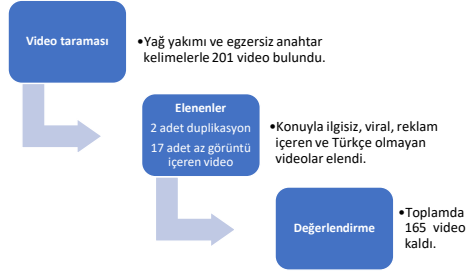 Video taraması
•Yağ yakımı ve egzersiz anahtar
kelimelerle 201 video bulundu.
Elenenler
2 adet duplikasyon
17 adet az görüntü
içeren video
•Konuyla ilgisiz, viral, reklam
içeren ve Türkçe olmayan
videolar elendi.
Değerlendirme
•Toplamda
165 video
kaldı.